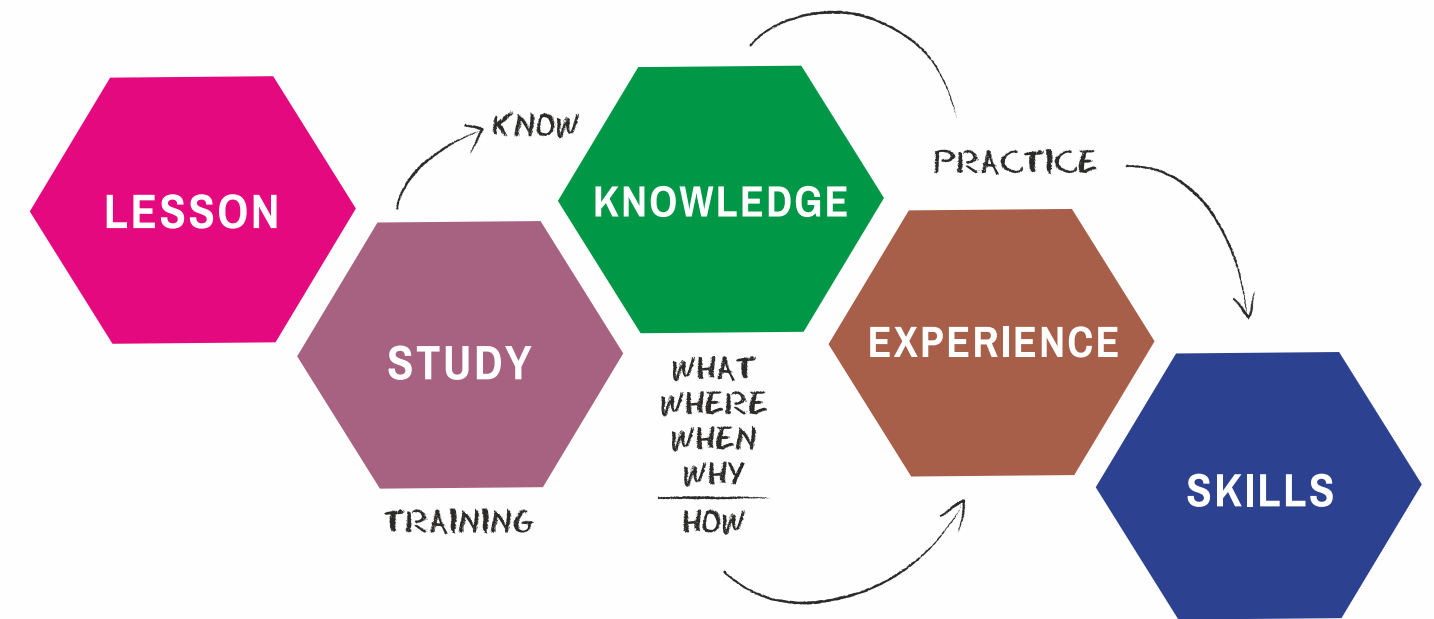 LESSON
STUDY
TRAINING
KNOW
KNOWLEDGE
WHAT
WHERE
WHEN
WHY
HOW
PRACTICE
EXPERIENCE
SKILLS